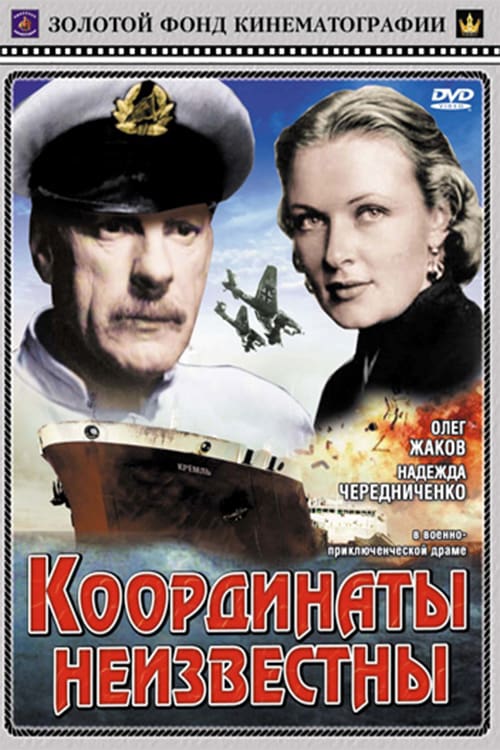 ЗОЛОТОЙ ФОНД КИНЕМАТОГРАФИИ
DVD
VIDEO
ОЛЕГ
ЖАКОВ
НАДЕЖДА
ЧЕРЕДНИЧЕНКО
КРЕМЛЬ
в военно-
приключенческой драме
КООРДИНАТЫ
НЕИЗВЕСТНЫ